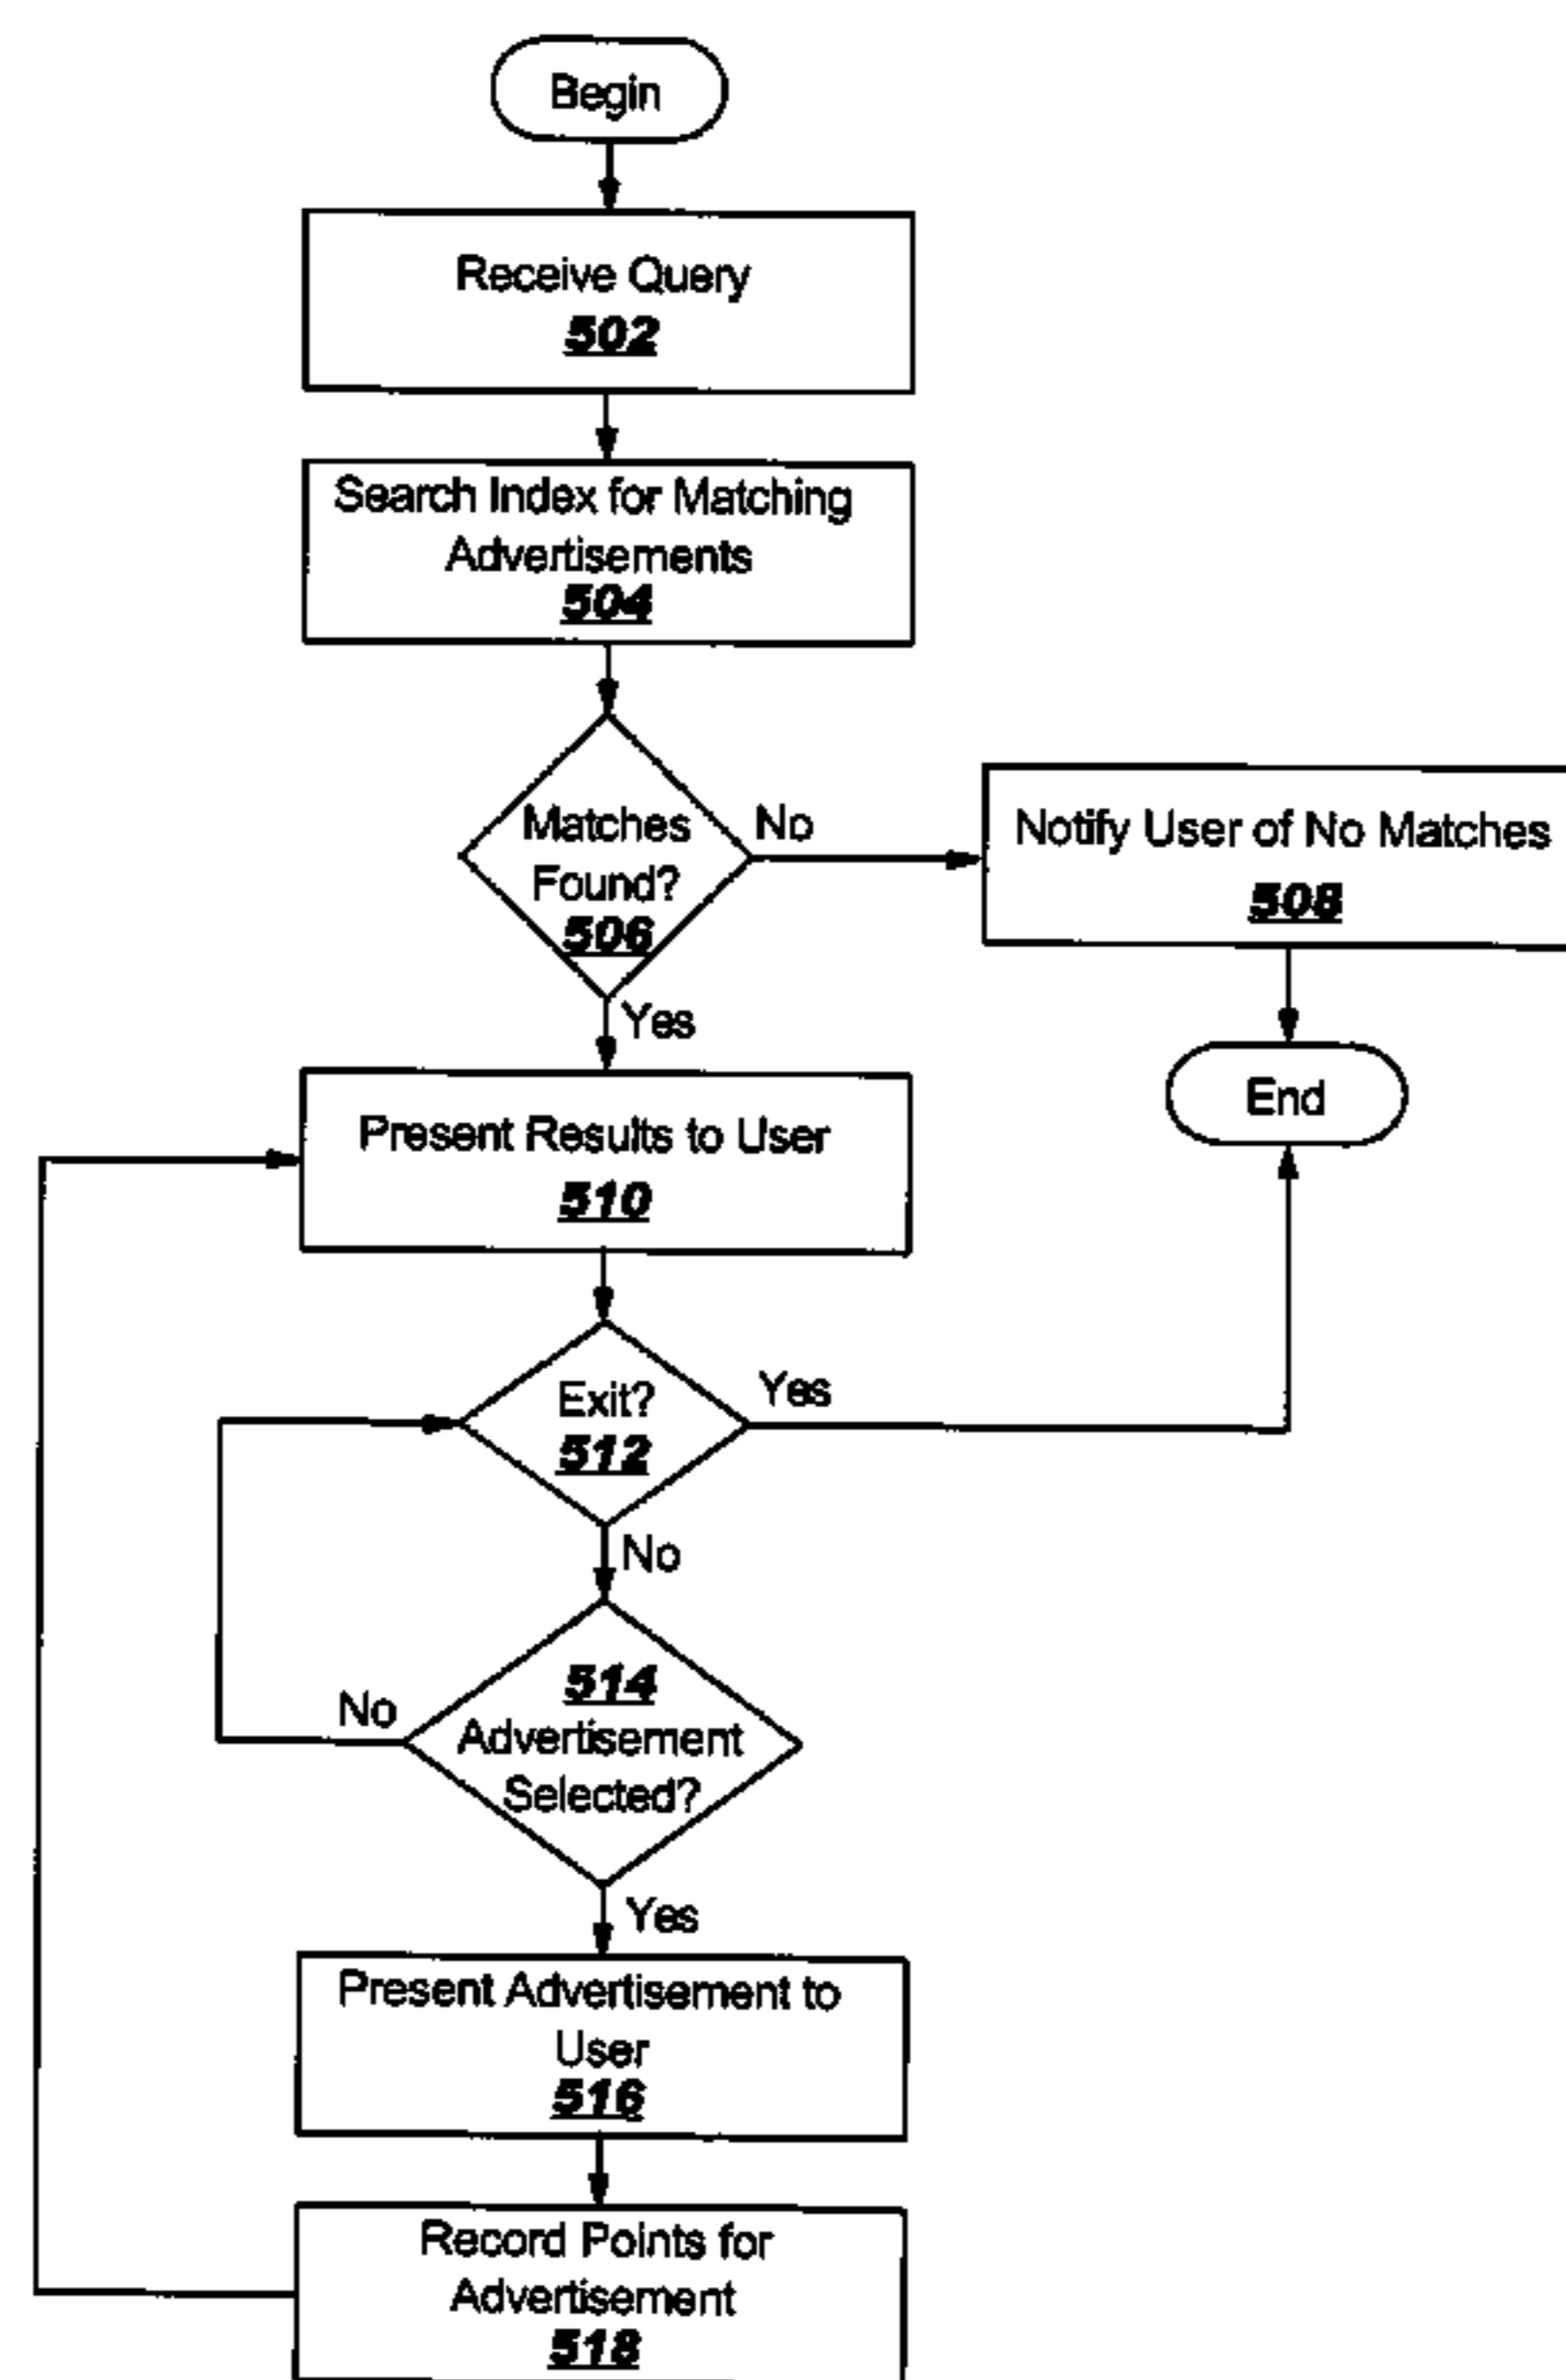 Begin
Receive Query
502
Search Index for Matching
Advertisements
504
Matches
Found?
506
No
Notify User of No Matches
508
Yes
End
Present Results to User
510
Exit?
512
Yes
No
514
Advertisement
Selected?
No
Yes
Present Advertisement to
User
516
Record Points for
Advertisement
518